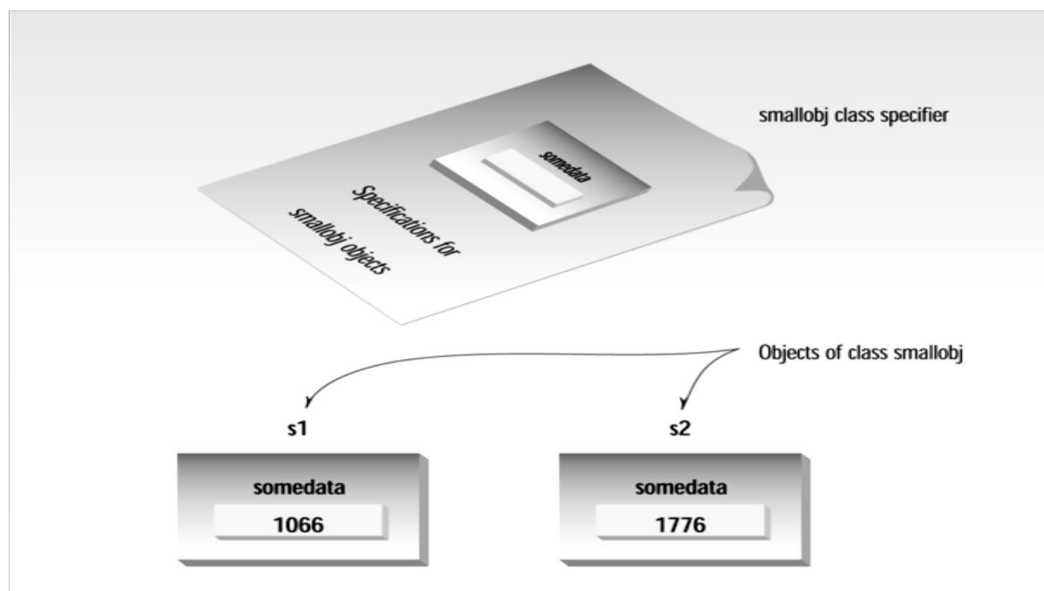 smallobj class specifier
somedata
Specifications for
smallobj objects
Objects of class smallobj
s1
s2
somedata
1066
somedata
1776